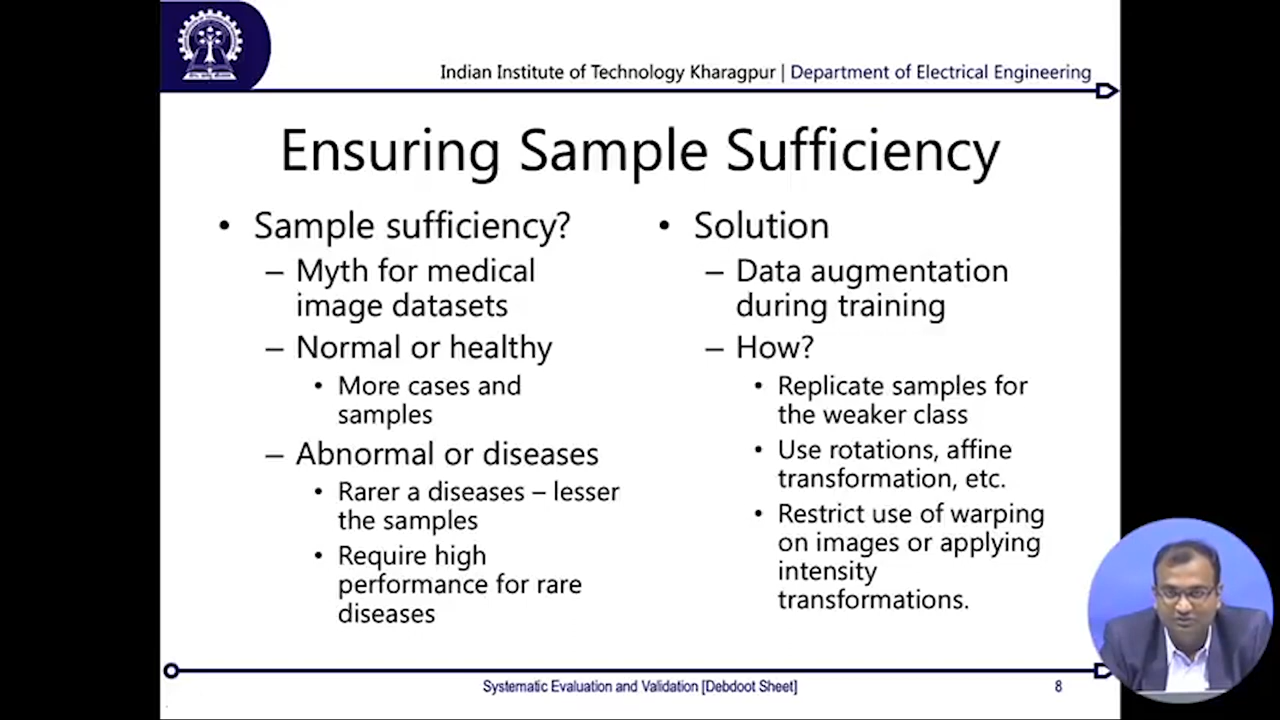 Indian Institute of Technology Kharagpur | Department of Electrical Engineering
Ensuring Sample Sufficiency
• Sample sufficiency?
– Myth for medical
image datasets
– Normal or healthy
• More cases and
samples
– Abnormal or diseases
• Rarer a diseases – lesser
the samples
• Require high
performance for rare
diseases
• Solution
– Data augmentation
during training
– How?
• Replicate samples for
the weaker class
• Use rotations, affine
transformation, etc.
• Restrict use of warping
on images or applying
intensity
transformations.
Systematic Evaluation and Validation [Debdoot Sheet]
8